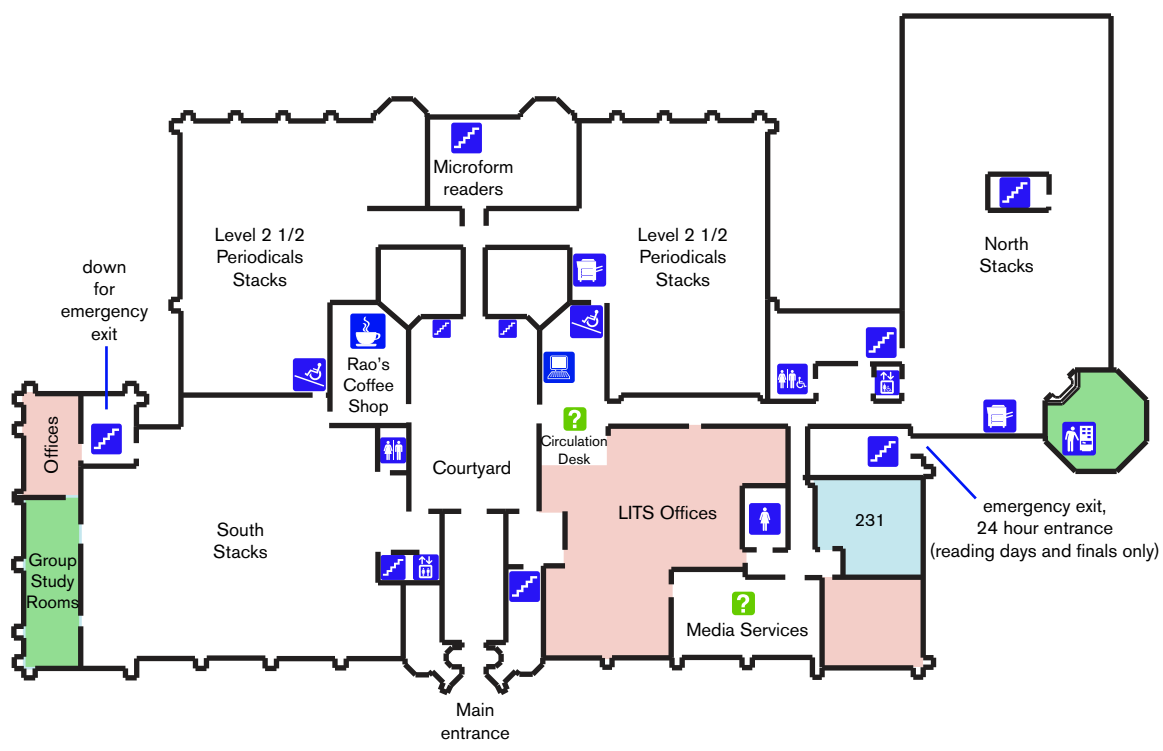 Microform
readers
Level 2 1/2
Periodicals
Stacks
Level 2 1/2
Periodicals
Stacks
North
Stacks
down
for
emergency
exit
Rao's
Coffee
Shop
?
Circulation
Desk
Offices
Courtyard
South
Stacks
LITS Offices
231
emergency exit,
24 hour entrance
(reading days and finals only)
Group
Study
Rooms
?
Media Services
Main
entrance